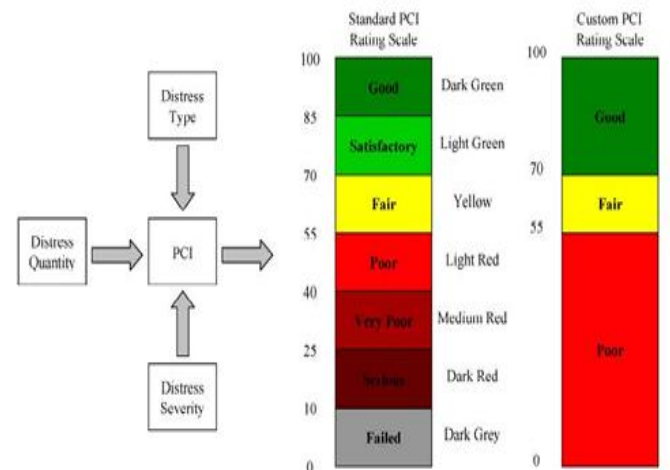 Distress
Type
Distress
Quantity
PCI
Distress
Severity
Standard PCI
Rating Scale
100
Good
Dark Green
85
Satisfactory
Light Green
70
Fair
Yellow
55
Poor
Light Red
40
Very Poor
Medium Red
25
Serious
Dark Red
10
Failed
Dark Grey
0
Custom PCI
Rating Scale
100
Good
70
Fair
55
Poor
0